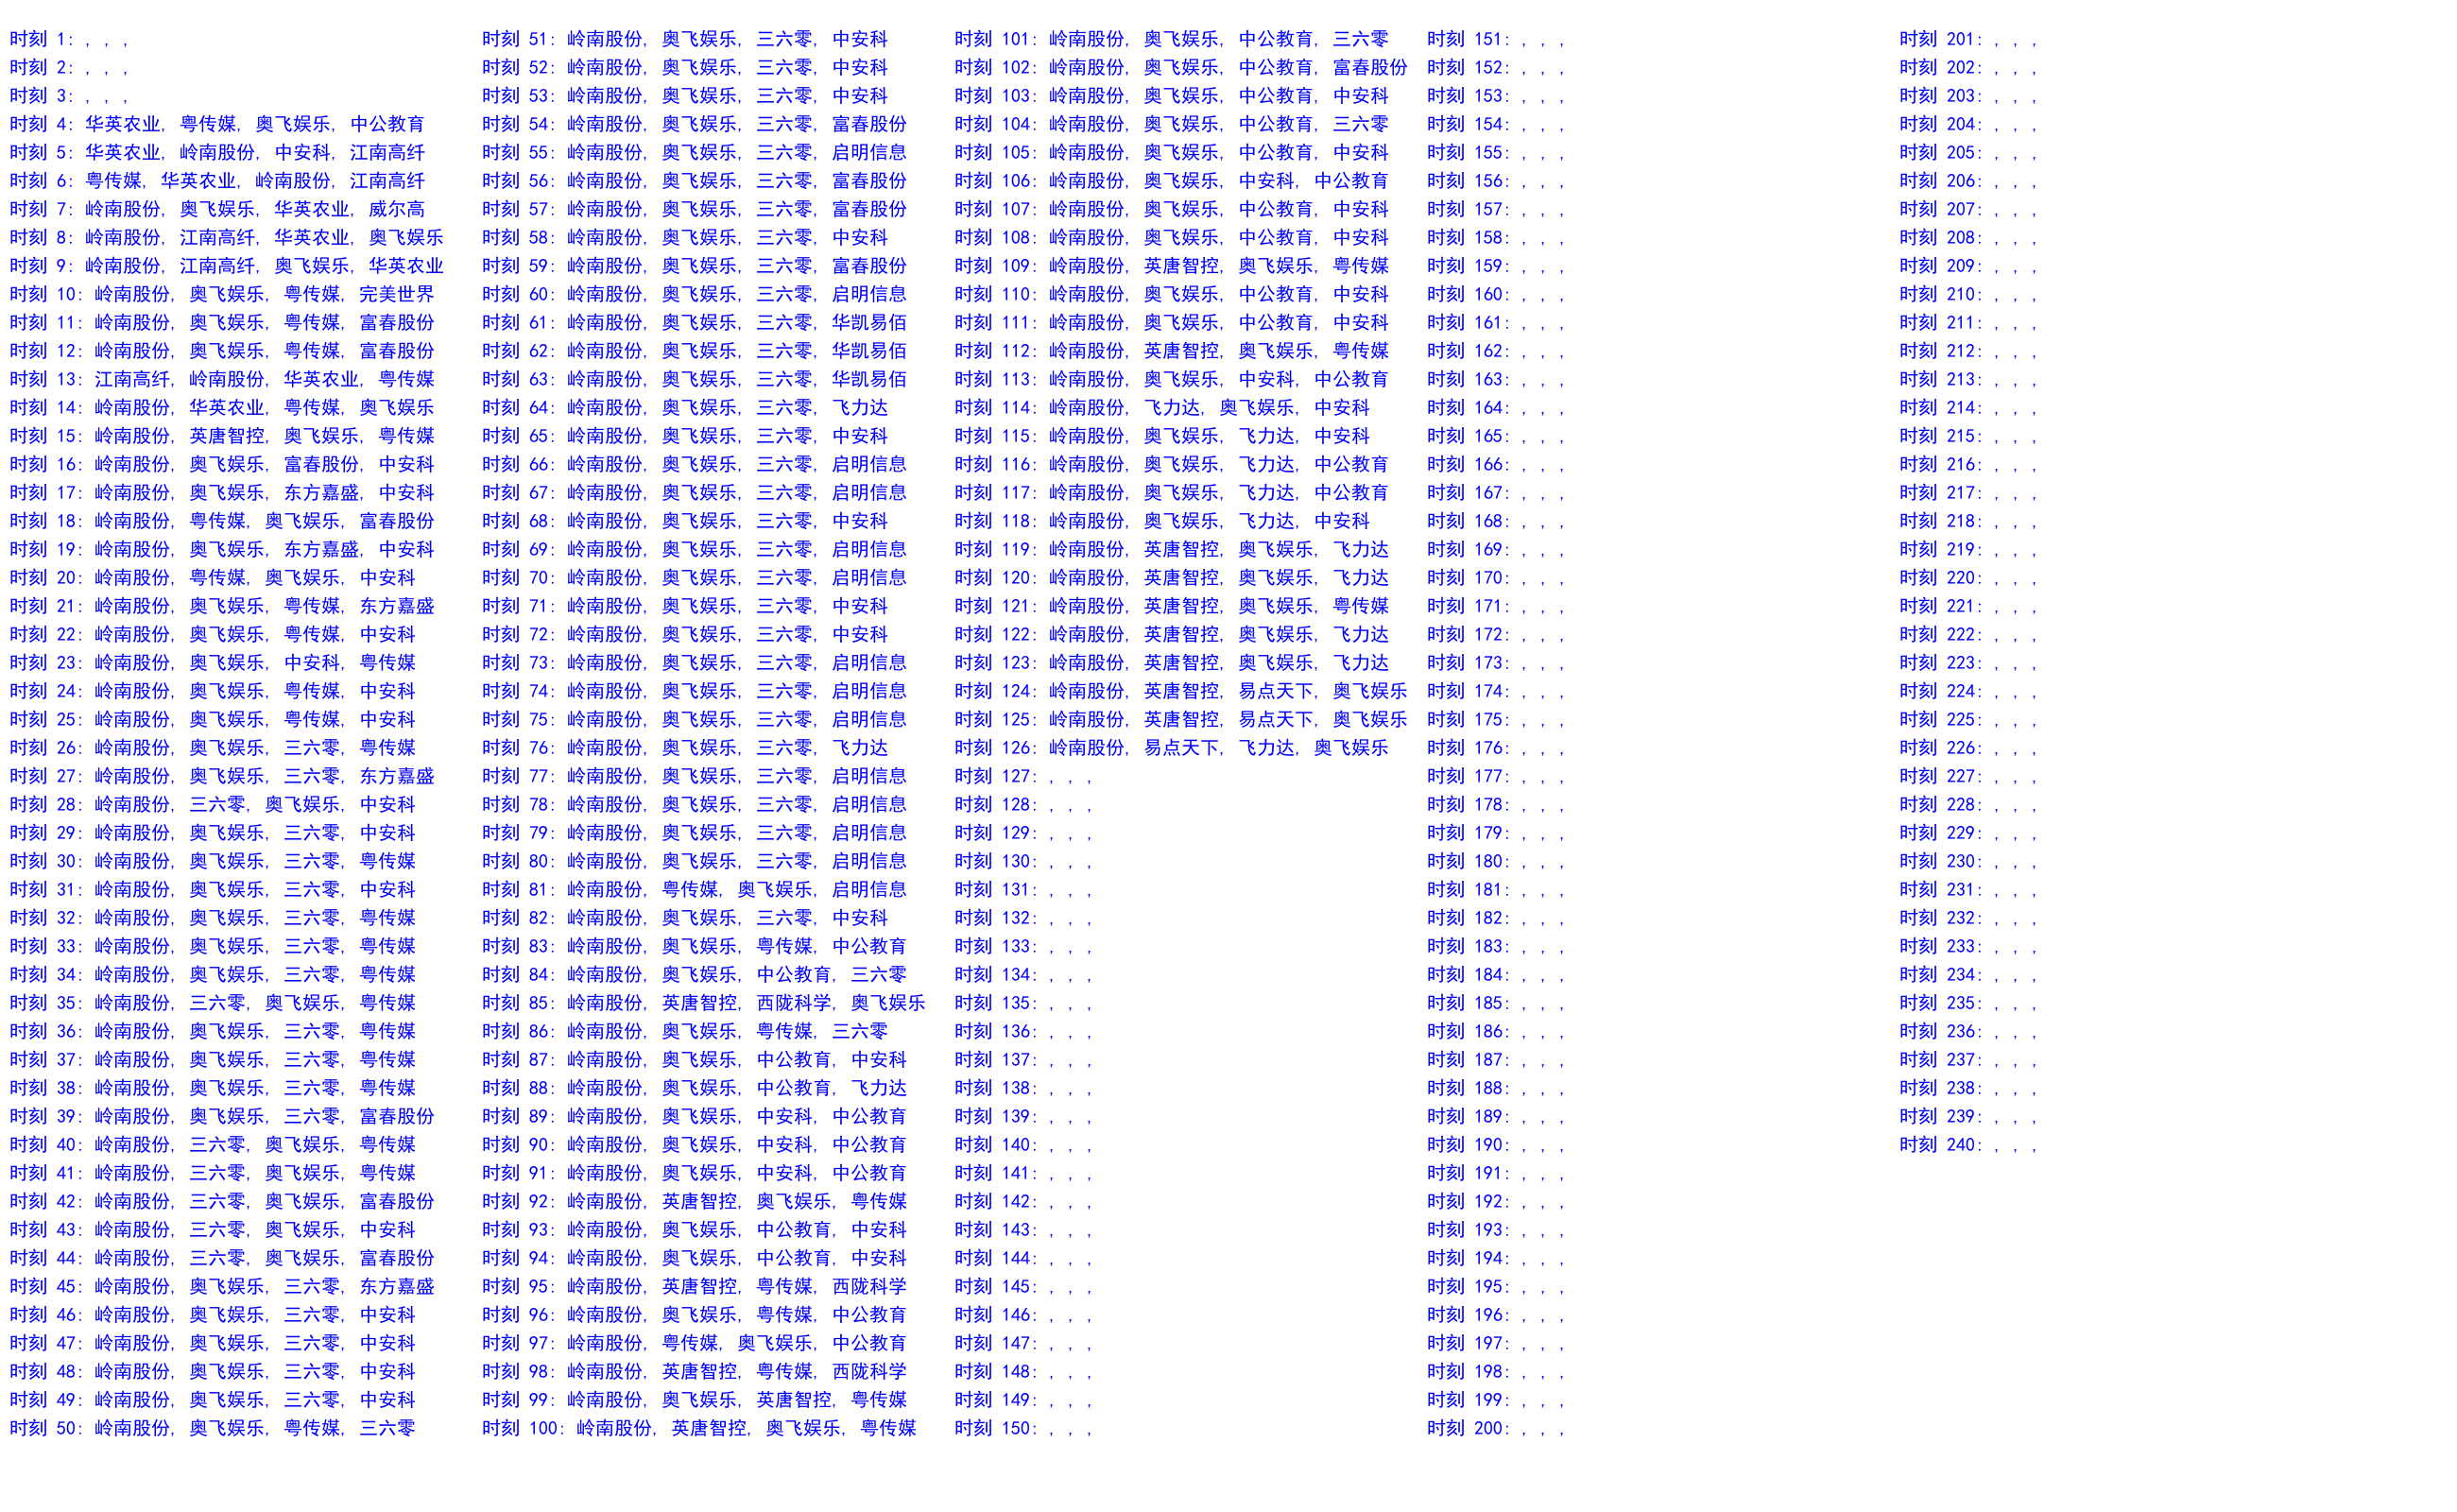 时刻 1: , , ,
时刻 2: , , ,
时刻 3: , , ,
时刻 4: 华英农业, 粤传媒, 奥飞娱乐, 中公教育
时刻 5: 华英农业, 岭南股份, 中安科, 江南高纤
时刻 6: 粤传媒, 华英农业, 岭南股份, 江南高纤
时刻 7: 岭南股份, 奥飞娱乐, 华英农业, 威尔高
时刻 8: 岭南股份, 江南高纤, 华英农业, 奥飞娱乐
时刻 9: 岭南股份, 江南高纤, 奥飞娱乐, 华英农业
时刻 10: 岭南股份, 奥飞娱乐, 粤传媒, 完美世界
时刻 11: 岭南股份, 奥飞娱乐, 粤传媒, 富春股份
时刻 12: 岭南股份, 奥飞娱乐, 粤传媒, 富春股份
时刻 13: 江南高纤, 岭南股份, 华英农业, 粤传媒
时刻 14: 岭南股份, 华英农业, 粤传媒, 奥飞娱乐
时刻 15: 岭南股份, 英唐智控, 奥飞娱乐, 粤传媒
时刻 16: 岭南股份, 奥飞娱乐, 富春股份, 中安科
时刻 17: 岭南股份, 奥飞娱乐, 东方嘉盛, 中安科
时刻 18: 岭南股份, 粤传媒, 奥飞娱乐, 富春股份
时刻 19: 岭南股份, 奥飞娱乐, 东方嘉盛, 中安科
时刻 20: 岭南股份, 粤传媒, 奥飞娱乐, 中安科
时刻 21: 岭南股份, 奥飞娱乐, 粤传媒, 东方嘉盛
时刻 22: 岭南股份, 奥飞娱乐, 粤传媒, 中安科
时刻 23: 岭南股份, 奥飞娱乐, 中安科, 粤传媒
时刻 24: 岭南股份, 奥飞娱乐, 粤传媒, 中安科
时刻 25: 岭南股份, 奥飞娱乐, 粤传媒, 中安科
时刻 26: 岭南股份, 奥飞娱乐, 三六零, 粤传媒
时刻 27: 岭南股份, 奥飞娱乐, 三六零, 东方嘉盛
时刻 28: 岭南股份, 三六零, 奥飞娱乐, 中安科
时刻 29: 岭南股份, 奥飞娱乐, 三六零, 中安科
时刻 30: 岭南股份, 奥飞娱乐, 三六零, 粤传媒
时刻 31: 岭南股份, 奥飞娱乐, 三六零, 中安科
时刻 32: 岭南股份, 奥飞娱乐, 三六零, 粤传媒
时刻 33: 岭南股份, 奥飞娱乐, 三六零, 粤传媒
时刻 34: 岭南股份, 奥飞娱乐, 三六零, 粤传媒
时刻 35: 岭南股份, 三六零, 奥飞娱乐, 粤传媒
时刻 36: 岭南股份, 奥飞娱乐, 三六零, 粤传媒
时刻 37: 岭南股份, 奥飞娱乐, 三六零, 粤传媒
时刻 38: 岭南股份, 奥飞娱乐, 三六零, 粤传媒
时刻 39: 岭南股份, 奥飞娱乐, 三六零, 富春股份
时刻 40: 岭南股份, 三六零, 奥飞娱乐, 粤传媒
时刻 41: 岭南股份, 三六零, 奥飞娱乐, 粤传媒
时刻 42: 岭南股份, 三六零, 奥飞娱乐, 富春股份
时刻 43: 岭南股份, 三六零, 奥飞娱乐, 中安科
时刻 44: 岭南股份, 三六零, 奥飞娱乐, 富春股份
时刻 45: 岭南股份, 奥飞娱乐, 三六零, 东方嘉盛
时刻 46: 岭南股份, 奥飞娱乐, 三六零, 中安科
时刻 47: 岭南股份, 奥飞娱乐, 三六零, 中安科
时刻 48: 岭南股份, 奥飞娱乐, 三六零, 中安科
时刻 49: 岭南股份, 奥飞娱乐, 三六零, 中安科
时刻 50: 岭南股份, 奥飞娱乐, 粤传媒, 三六零
时刻 51: 岭南股份, 奥飞娱乐, 三六零, 中安科
时刻 52: 岭南股份, 奥飞娱乐, 三六零, 中安科
时刻 53: 岭南股份, 奥飞娱乐, 三六零, 中安科
时刻 54: 岭南股份, 奥飞娱乐, 三六零, 富春股份
时刻 55: 岭南股份, 奥飞娱乐, 三六零, 启明信息
时刻 56: 岭南股份, 奥飞娱乐, 三六零, 富春股份
时刻 57: 岭南股份, 奥飞娱乐, 三六零, 富春股份
时刻 58: 岭南股份, 奥飞娱乐, 三六零, 中安科
时刻 59: 岭南股份, 奥飞娱乐, 三六零, 富春股份
时刻 60: 岭南股份, 奥飞娱乐, 三六零, 启明信息
时刻 61: 岭南股份, 奥飞娱乐, 三六零, 华凯易佰
时刻 62: 岭南股份, 奥飞娱乐, 三六零, 华凯易佰
时刻 63: 岭南股份, 奥飞娱乐, 三六零, 华凯易佰
时刻 64: 岭南股份, 奥飞娱乐, 三六零, 飞力达
时刻 65: 岭南股份, 奥飞娱乐, 三六零, 中安科
时刻 66: 岭南股份, 奥飞娱乐, 三六零, 启明信息
时刻 67: 岭南股份, 奥飞娱乐, 三六零, 启明信息
时刻 68: 岭南股份, 奥飞娱乐, 三六零, 中安科
时刻 69: 岭南股份, 奥飞娱乐, 三六零, 启明信息
时刻 70: 岭南股份, 奥飞娱乐, 三六零, 启明信息
时刻 71: 岭南股份, 奥飞娱乐, 三六零, 中安科
时刻 72: 岭南股份, 奥飞娱乐, 三六零, 中安科
时刻 73: 岭南股份, 奥飞娱乐, 三六零, 启明信息
时刻 74: 岭南股份, 奥飞娱乐, 三六零, 启明信息
时刻 75: 岭南股份, 奥飞娱乐, 三六零, 启明信息
时刻 76: 岭南股份, 奥飞娱乐, 三六零, 飞力达
时刻 77: 岭南股份, 奥飞娱乐, 三六零, 启明信息
时刻 78: 岭南股份, 奥飞娱乐, 三六零, 启明信息
时刻 79: 岭南股份, 奥飞娱乐, 三六零, 启明信息
时刻 80: 岭南股份, 奥飞娱乐, 三六零, 启明信息
时刻 81: 岭南股份, 粤传媒, 奥飞娱乐, 启明信息
时刻 82: 岭南股份, 奥飞娱乐, 三六零, 中安科
时刻 83: 岭南股份, 奥飞娱乐, 粤传媒, 中公教育
时刻 84: 岭南股份, 奥飞娱乐, 中公教育, 三六零
时刻 85: 岭南股份, 英唐智控, 西陇科学, 奥飞娱乐
时刻 86: 岭南股份, 奥飞娱乐, 粤传媒, 三六零
时刻 87: 岭南股份, 奥飞娱乐, 中公教育, 中安科
时刻 88: 岭南股份, 奥飞娱乐, 中公教育, 飞力达
时刻 89: 岭南股份, 奥飞娱乐, 中安科, 中公教育
时刻 90: 岭南股份, 奥飞娱乐, 中安科, 中公教育
时刻 91: 岭南股份, 奥飞娱乐, 中安科, 中公教育
时刻 92: 岭南股份, 英唐智控, 奥飞娱乐, 粤传媒
时刻 93: 岭南股份, 奥飞娱乐, 中公教育, 中安科
时刻 94: 岭南股份, 奥飞娱乐, 中公教育, 中安科
时刻 95: 岭南股份, 英唐智控, 粤传媒, 西陇科学
时刻 96: 岭南股份, 奥飞娱乐, 粤传媒, 中公教育
时刻 97: 岭南股份, 粤传媒, 奥飞娱乐, 中公教育
时刻 98: 岭南股份, 英唐智控, 粤传媒, 西陇科学
时刻 99: 岭南股份, 奥飞娱乐, 英唐智控, 粤传媒
时刻 100: 岭南股份, 英唐智控, 奥飞娱乐, 粤传媒
时刻 101: 岭南股份, 奥飞娱乐, 中公教育, 三六零
时刻 102: 岭南股份, 奥飞娱乐, 中公教育, 富春股份
时刻 103: 岭南股份, 奥飞娱乐, 中公教育, 中安科
时刻 104: 岭南股份, 奥飞娱乐, 中公教育, 三六零
时刻 105: 岭南股份, 奥飞娱乐, 中公教育, 中安科
时刻 106: 岭南股份, 奥飞娱乐, 中安科, 中公教育
时刻 107: 岭南股份, 奥飞娱乐, 中公教育, 中安科
时刻 108: 岭南股份, 奥飞娱乐, 中公教育, 中安科
时刻 109: 岭南股份, 英唐智控, 奥飞娱乐, 粤传媒
时刻 110: 岭南股份, 奥飞娱乐, 中公教育, 中安科
时刻 111: 岭南股份, 奥飞娱乐, 中公教育, 中安科
时刻 112: 岭南股份, 英唐智控, 奥飞娱乐, 粤传媒
时刻 113: 岭南股份, 奥飞娱乐, 中安科, 中公教育
时刻 114: 岭南股份, 飞力达, 奥飞娱乐, 中安科
时刻 115: 岭南股份, 奥飞娱乐, 飞力达, 中安科
时刻 116: 岭南股份, 奥飞娱乐, 飞力达, 中公教育
时刻 117: 岭南股份, 奥飞娱乐, 飞力达, 中公教育
时刻 118: 岭南股份, 奥飞娱乐, 飞力达, 中安科
时刻 119: 岭南股份, 英唐智控, 奥飞娱乐, 飞力达
时刻 120: 岭南股份, 英唐智控, 奥飞娱乐, 飞力达
时刻 121: 岭南股份, 英唐智控, 奥飞娱乐, 粤传媒
时刻 122: 岭南股份, 英唐智控, 奥飞娱乐, 飞力达
时刻 123: 岭南股份, 英唐智控, 奥飞娱乐, 飞力达
时刻 124: 岭南股份, 英唐智控, 易点天下, 奥飞娱乐
时刻 125: 岭南股份, 英唐智控, 易点天下, 奥飞娱乐
时刻 126: 岭南股份, 易点天下, 飞力达, 奥飞娱乐
时刻 127: , , ,
时刻 128: , , ,
时刻 129: , , ,
时刻 130: , , ,
时刻 131: , , ,
时刻 132: , , ,
时刻 133: , , ,
时刻 134: , , ,
时刻 135: , , ,
时刻 136: , , ,
时刻 137: , , ,
时刻 138: , , ,
时刻 139: , , ,
时刻 140: , , ,
时刻 141: , , ,
时刻 142: , , ,
时刻 143: , , ,
时刻 144: , , ,
时刻 145: , , ,
时刻 146: , , ,
时刻 147: , , ,
时刻 148: , , ,
时刻 149: , , ,
时刻 150: , , ,
时刻 151: , , ,
时刻 152: , , ,
时刻 153: , , ,
时刻 154: , , ,
时刻 155: , , ,
时刻 156: , , ,
时刻 157: , , ,
时刻 158: , , ,
时刻 159: , , ,
时刻 160: , , ,
时刻 161: , , ,
时刻 162: , , ,
时刻 163: , , ,
时刻 164: , , ,
时刻 165: , , ,
时刻 166: , , ,
时刻 167: , , ,
时刻 168: , , ,
时刻 169: , , ,
时刻 170: , , ,
时刻 171: , , ,
时刻 172: , , ,
时刻 173: , , ,
时刻 174: , , ,
时刻 175: , , ,
时刻 176: , , ,
时刻 177: , , ,
时刻 178: , , ,
时刻 179: , , ,
时刻 180: , , ,
时刻 181: , , ,
时刻 182: , , ,
时刻 183: , , ,
时刻 184: , , ,
时刻 185: , , ,
时刻 186: , , ,
时刻 187: , , ,
时刻 188: , , ,
时刻 189: , , ,
时刻 190: , , ,
时刻 191: , , ,
时刻 192: , , ,
时刻 193: , , ,
时刻 194: , , ,
时刻 195: , , ,
时刻 196: , , ,
时刻 197: , , ,
时刻 198: , , ,
时刻 199: , , ,
时刻 200: , , ,
时刻 201: , , ,
时刻 202: , , ,
时刻 203: , , ,
时刻 204: , , ,
时刻 205: , , ,
时刻 206: , , ,
时刻 207: , , ,
时刻 208: , , ,
时刻 209: , , ,
时刻 210: , , ,
时刻 211: , , ,
时刻 212: , , ,
时刻 213: , , ,
时刻 214: , , ,
时刻 215: , , ,
时刻 216: , , ,
时刻 217: , , ,
时刻 218: , , ,
时刻 219: , , ,
时刻 220: , , ,
时刻 221: , , ,
时刻 222: , , ,
时刻 223: , , ,
时刻 224: , , ,
时刻 225: , , ,
时刻 226: , , ,
时刻 227: , , ,
时刻 228: , , ,
时刻 229: , , ,
时刻 230: , , ,
时刻 231: , , ,
时刻 232: , , ,
时刻 233: , , ,
时刻 234: , , ,
时刻 235: , , ,
时刻 236: , , ,
时刻 237: , , ,
时刻 238: , , ,
时刻 239: , , ,
时刻 240: , , ,